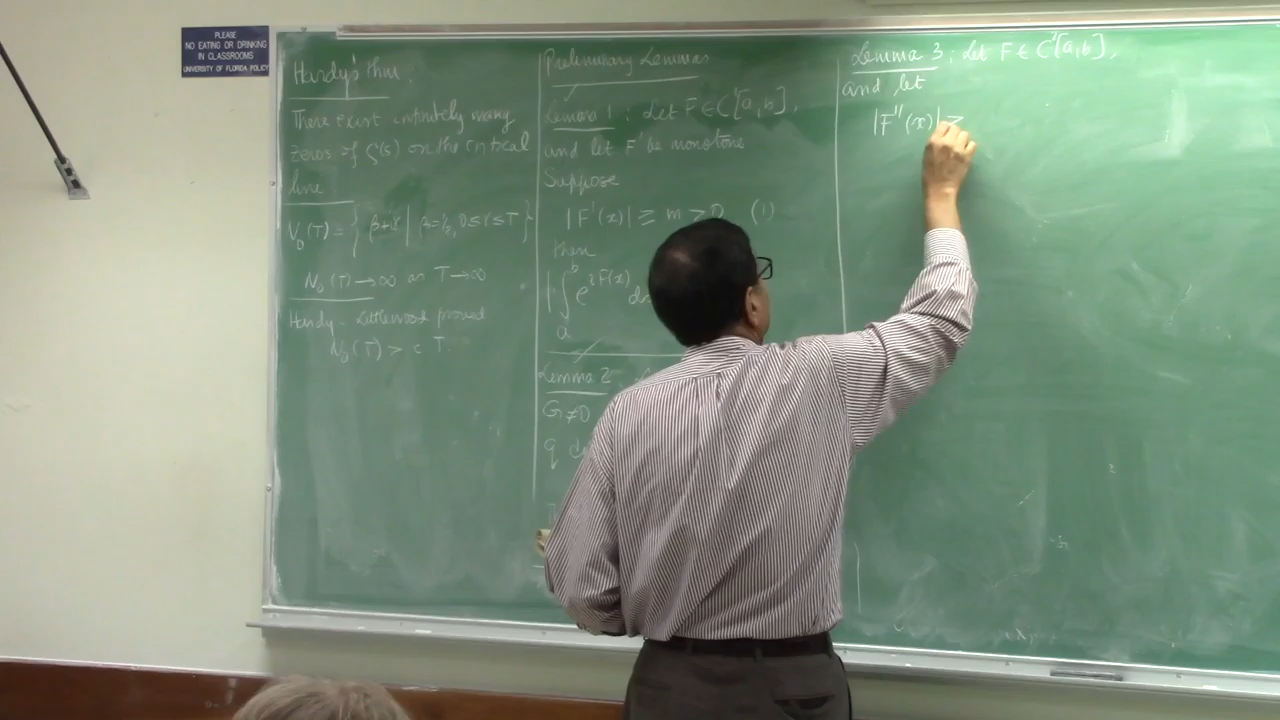 PLEASE
NO EATING OR DRINKING
IN CLASSROOMS
UNIVERSITY OF FLORIDA POLICY
Hardy's thm.
There exist infinitely many
zeros of ζ(s) on the critical
line
V₀(T) = { β+iγ | β=1/2, 0≤γ≤T }
N₀(T) → ∞ as T → ∞
Hardy - Littlewood proved
N₀(T) > c T.
Preliminary Lemmas
Lemma 1: Let F ∈ C'[a, b],
and let F' be monotone
Suppose
|F'(x)| ≥ m > 0 (1)
then
| ∫ₐᵇ e^{iF(x)} dx
Lemma 2:
G ≠ 0
Lemma 3: Let F ∈ C²[a, b],
and let
|F''(x)| ≥